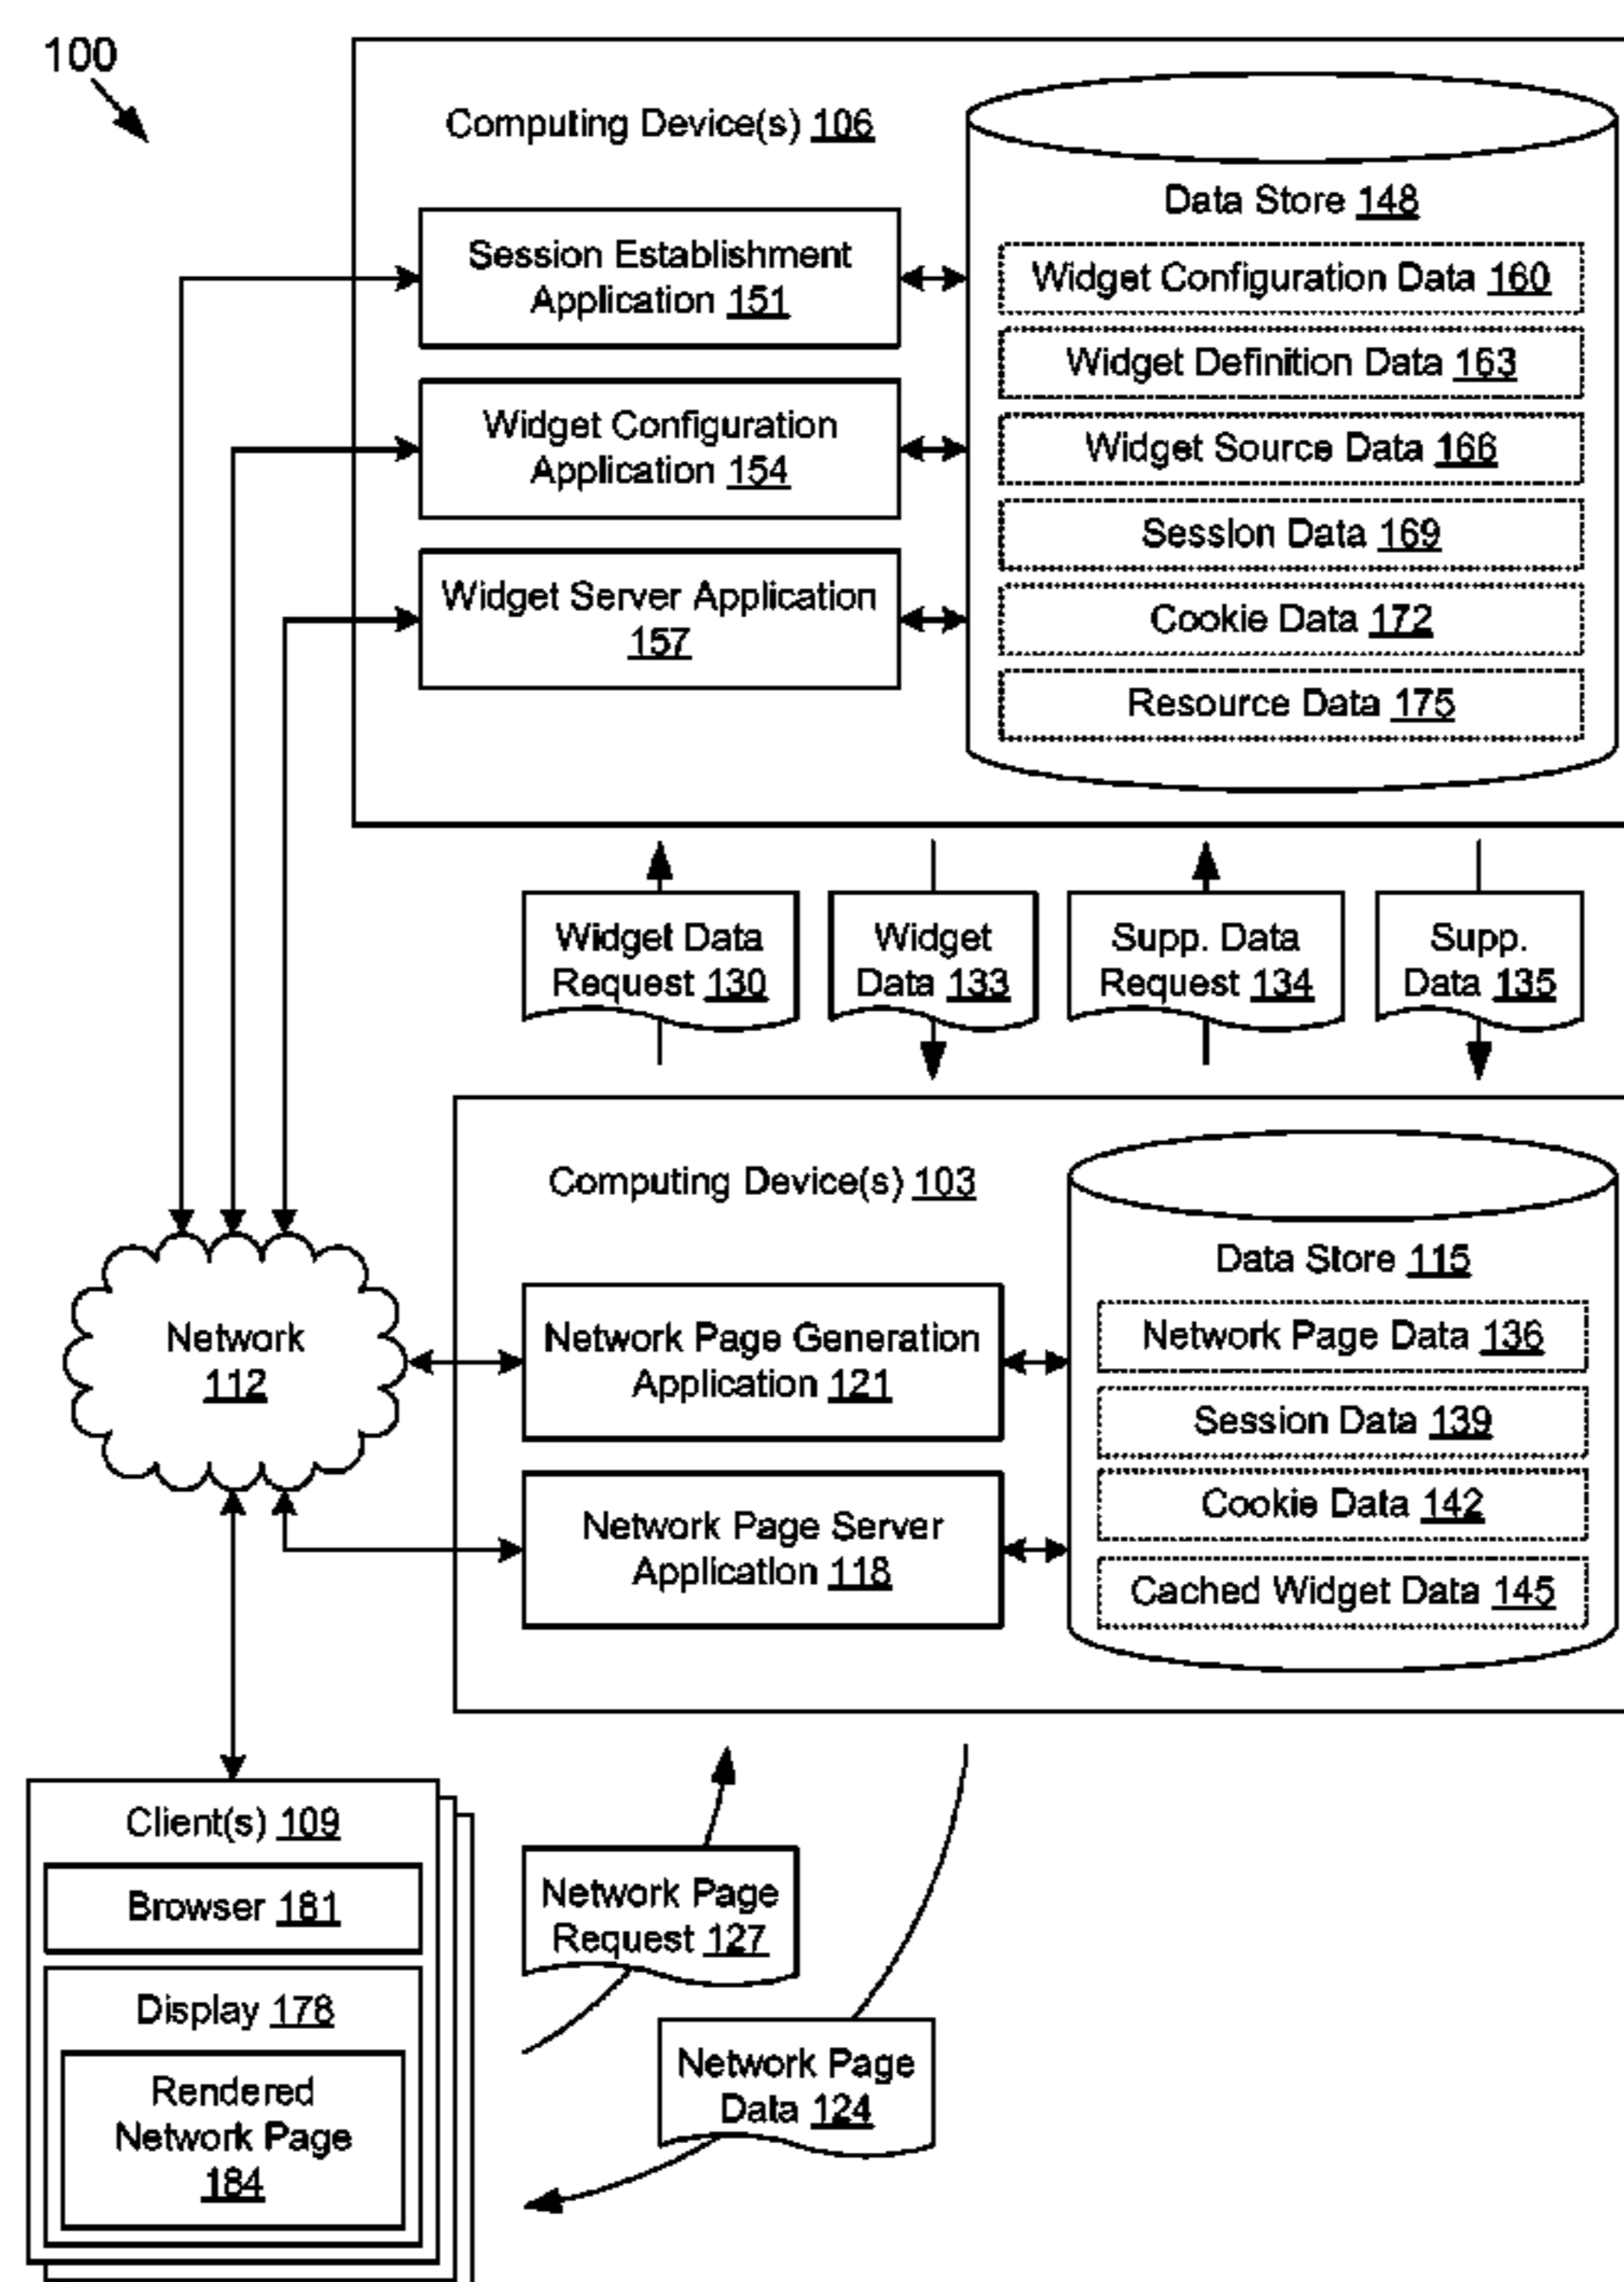 100
Computing Device(s) 106
Data Store 148
Session Establishment
Application 151
Widget Configuration
Application 154
Widget Server Application
157
Widget Configuration Data 160
Widget Definition Data 163
Widget Source Data 166
Session Data 169
Cookie Data 172
Resource Data 175
Widget Data
Request 130
Widget
Data 133
Supp. Data
Request 134
Supp.
Data 135
Computing Device(s) 103
Data Store 115
Network
112
Network Page Generation
Application 121
Network Page Server
Application 118
Network Page Data 136
Session Data 139
Cookie Data 142
Cached Widget Data 145
Client(s) 109
Browser 181
Display 178
Rendered
Network Page
184
Network Page
Request 127
Network Page
Data 124